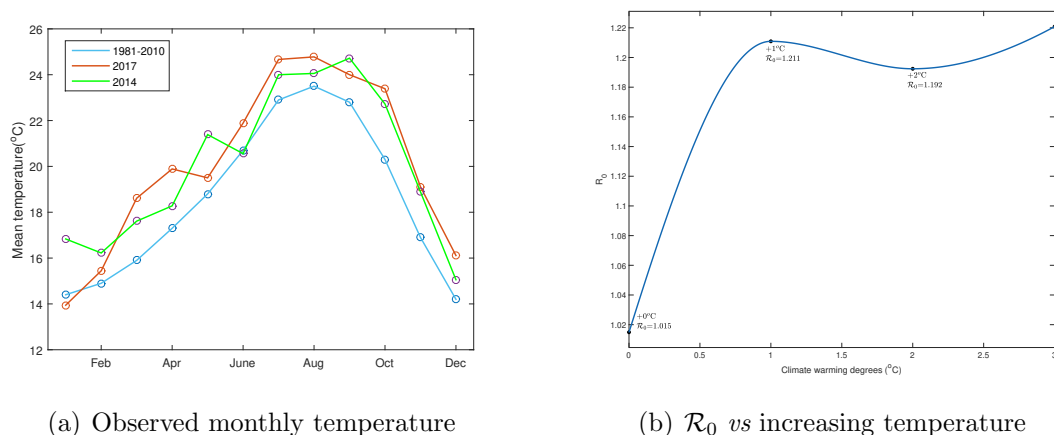 26
24
22
20
18
16
14
12
Mean temperature(°C)
1981-2010
2017
2014
Feb
Apr
June
Aug
Oct
Dec
(a) Observed monthly temperature
1.22
1.2
1.18
1.16
1.14
1.12
1.1
1.08
1.06
1.04
1.02
R₀
+0°C
ℛ₀=1.015
+1°C
ℛ₀=1.211
+2°C
ℛ₀=1.192
0
0.5
1
1.5
2
2.5
3
Climate warming degrees (°C)
(b) ℛ₀ vs increasing temperature